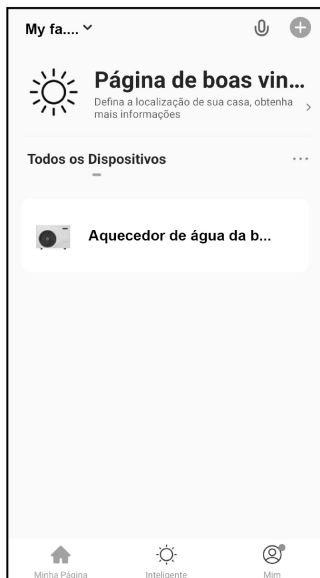 My fa....
Página de boas vin...
Defina a localização de sua casa, obtenha
mais informações
Todos os Dispositivos
Aquecedor de água da b...
Minha Página
Inteligente
Mim